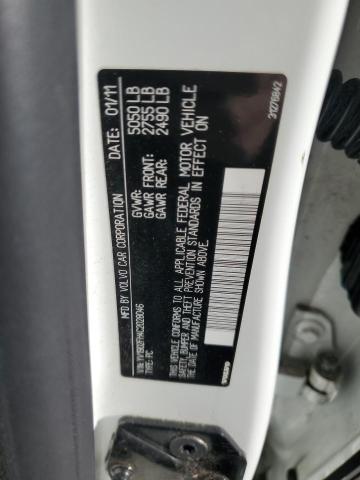 MFD. BY VOLVO CAR CORPORATION DATE: 01/11
GVWR: 5050 LB
GAWR FRONT: 2755 LB
GAWR REAR: 2490 LB
THIS VEHICLE CONFORMS TO ALL APPLICABLE FEDERAL MOTOR VEHICLE
SAFETY, BUMPER AND THEFT PREVENTION STANDARDS IN EFFECT ON
THE DATE OF MANUFACTURE SHOWN ABOVE.
TYPE: PC
VOLVO
31276842